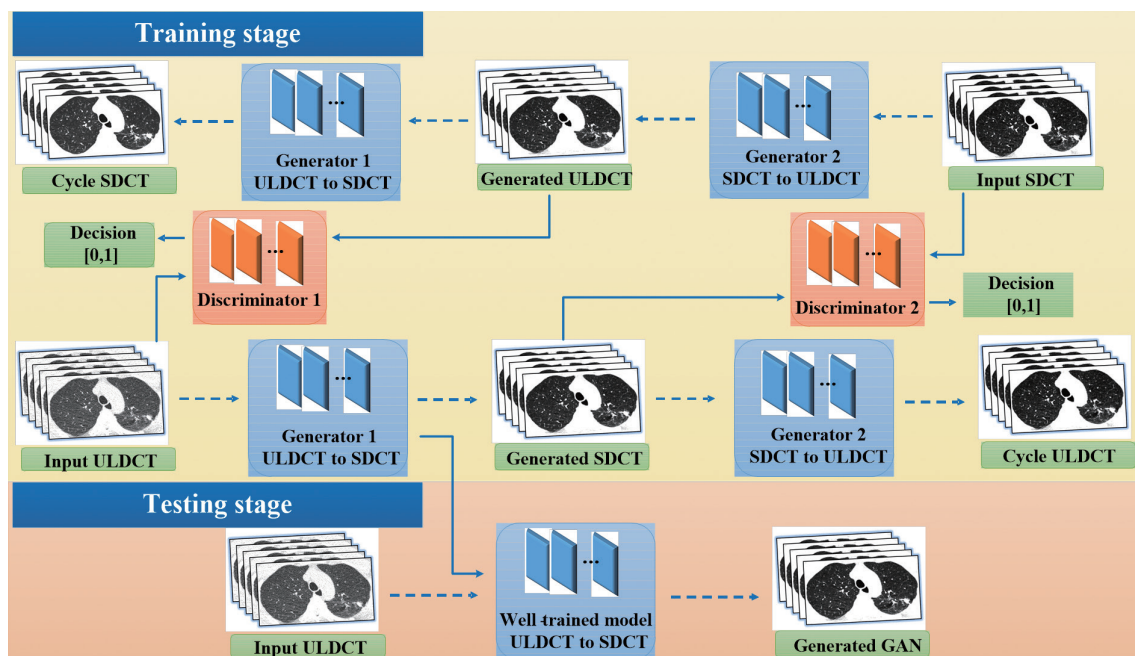 Training stage
...
...
Generator 1
ULDCT to SDCT
Generator 2
SDCT to ULDCT
Cycle SDCT
Generated ULDCT
Input SDCT
Decision
[0,1]
...
Discriminator 1
...
Discriminator 2
Decision
[0,1]
...
...
Generator 1
ULDCT to SDCT
Generator 2
SDCT to ULDCT
Input ULDCT
Generated SDCT
Cycle ULDCT
Testing stage
...
Well-trained model
ULDCT to SDCT
Input ULDCT
Generated GAN